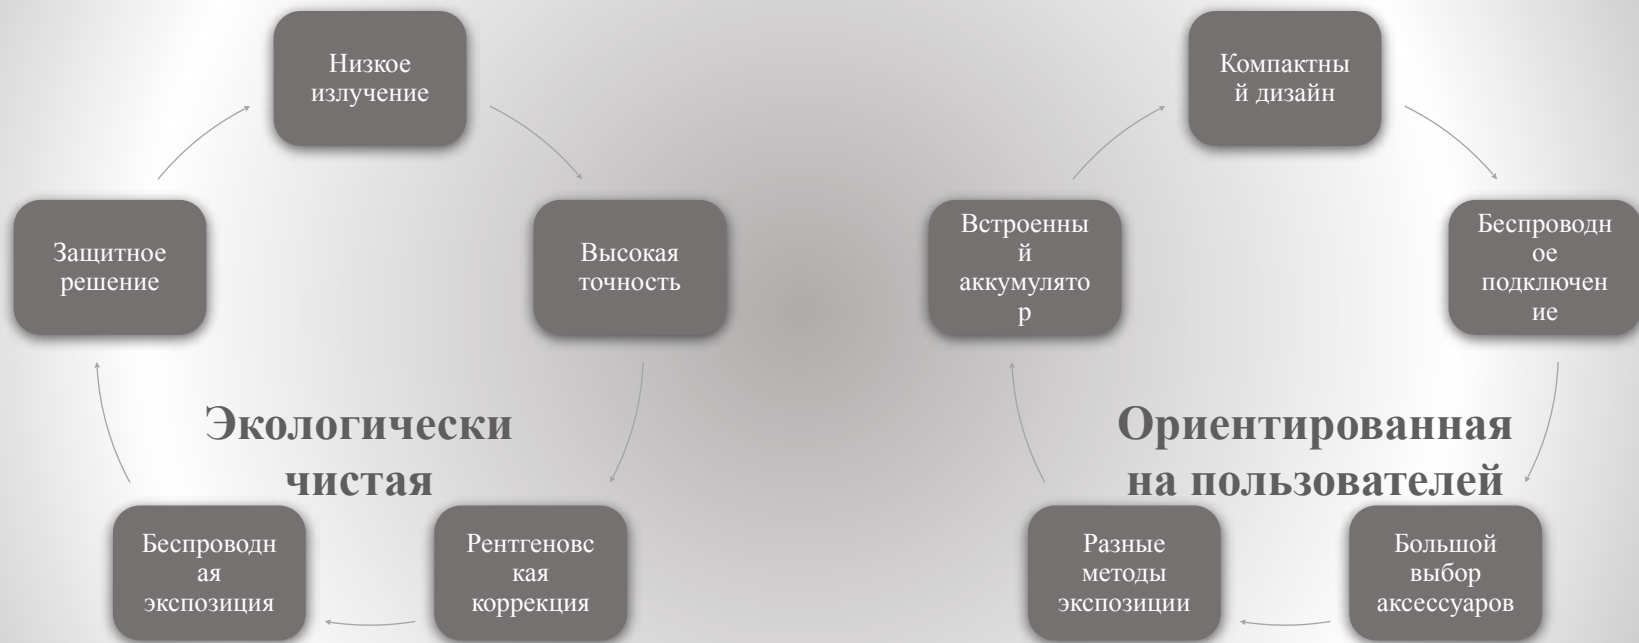 Низкое
излучение
Высокая
точность
Рентгеновс
кая
коррекция
Беспроводн
ая
экспозиция
Защитное
решение
Экологически
чистая
Компактны
й дизайн
Беспроводн
ое
подключен
ие
Большой
выбор
аксессуаров
Разные
методы
экспозиции
Встроенны
й
аккумулято
р
Ориентированная
на пользователей